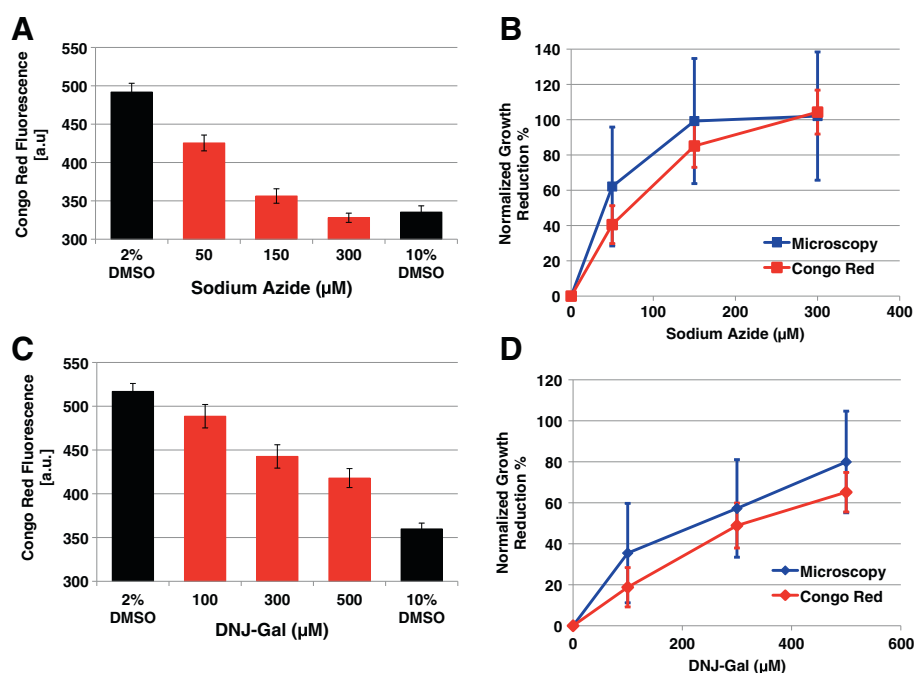 A
Congo Red Fluorescence
[a.u]
550
500
450
400
350
300
2%
DMSO
50
150
300
10%
DMSO
Sodium Azide (µM)
B
Normalized Growth
Reduction %
140
120
100
80
60
40
20
0
Microscopy
Congo Red
0
100
200
300
400
Sodium Azide (µM)
C
Congo Red Fluorescence
[a.u.]
550
500
450
400
350
300
2%
DMSO
100
300
500
10%
DMSO
DNJ-Gal (µM)
D
Normalized Growth
Reduction %
120
100
80
60
40
20
0
Microscopy
Congo Red
0
200
400
600
DNJ-Gal (µM)